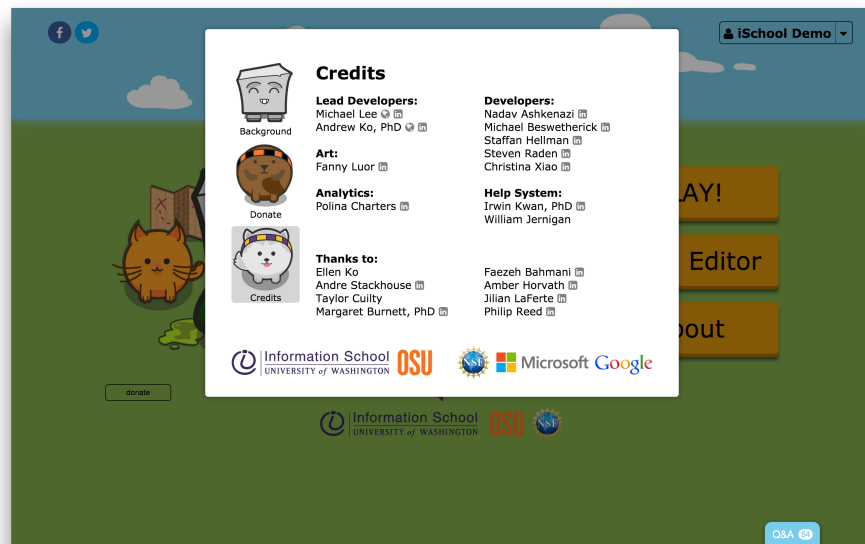 iSchool Demo
Background
Donate
Credits
Credits
Lead Developers:
Michael Lee
Andrew Ko, PhD
Art:
Fanny Luor
Analytics:
Polina Charters
Developers:
Nadav Ashkenazi
Michael Beswetherick
Staffan Hellman
Steven Raden
Christina Xiao
Help System:
Irwin Kwan, PhD
William Jernigan
Thanks to:
Ellen Ko
Andre Stackhouse
Taylor Cuilty
Margaret Burnett, PhD
Faezeh Bahmani
Amber Horvath
Jilian LaFerte
Philip Reed
Information School
UNIVERSITY of WASHINGTON
OSU
NSF
Microsoft
Google
AY!
Editor
out
donate
Information School
UNIVERSITY of WASHINGTON
OSU
NSF
Q&A 54